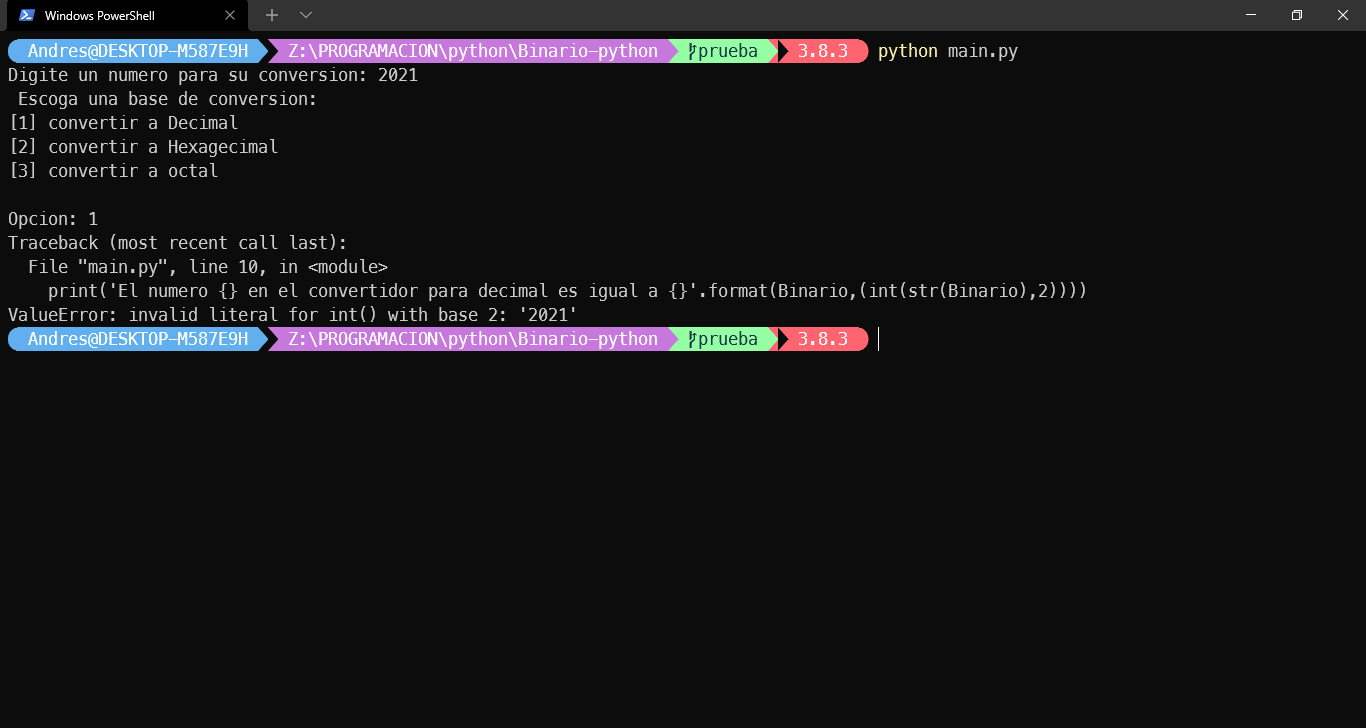 Windows PowerShell
Andres@DESKTOP-M587E9H Z:\PROGRAMACION\python\Binario-python prueba 3.8.3 python main.py
Digite un numero para su conversion: 2021
Escoga una base de conversion:
[1] convertir a Decimal
[2] convertir a Hexagecimal
[3] convertir a octal
Opcion: 1
Traceback (most recent call last):
File "main.py", line 10, in <module>
print('El numero {} en el convertidor para decimal es igual a {}'.format(Binario,(int(str(Binario),2))))
ValueError: invalid literal for int() with base 2: '2021'
Andres@DESKTOP-M587E9H Z:\PROGRAMACION\python\Binario-python prueba 3.8.3